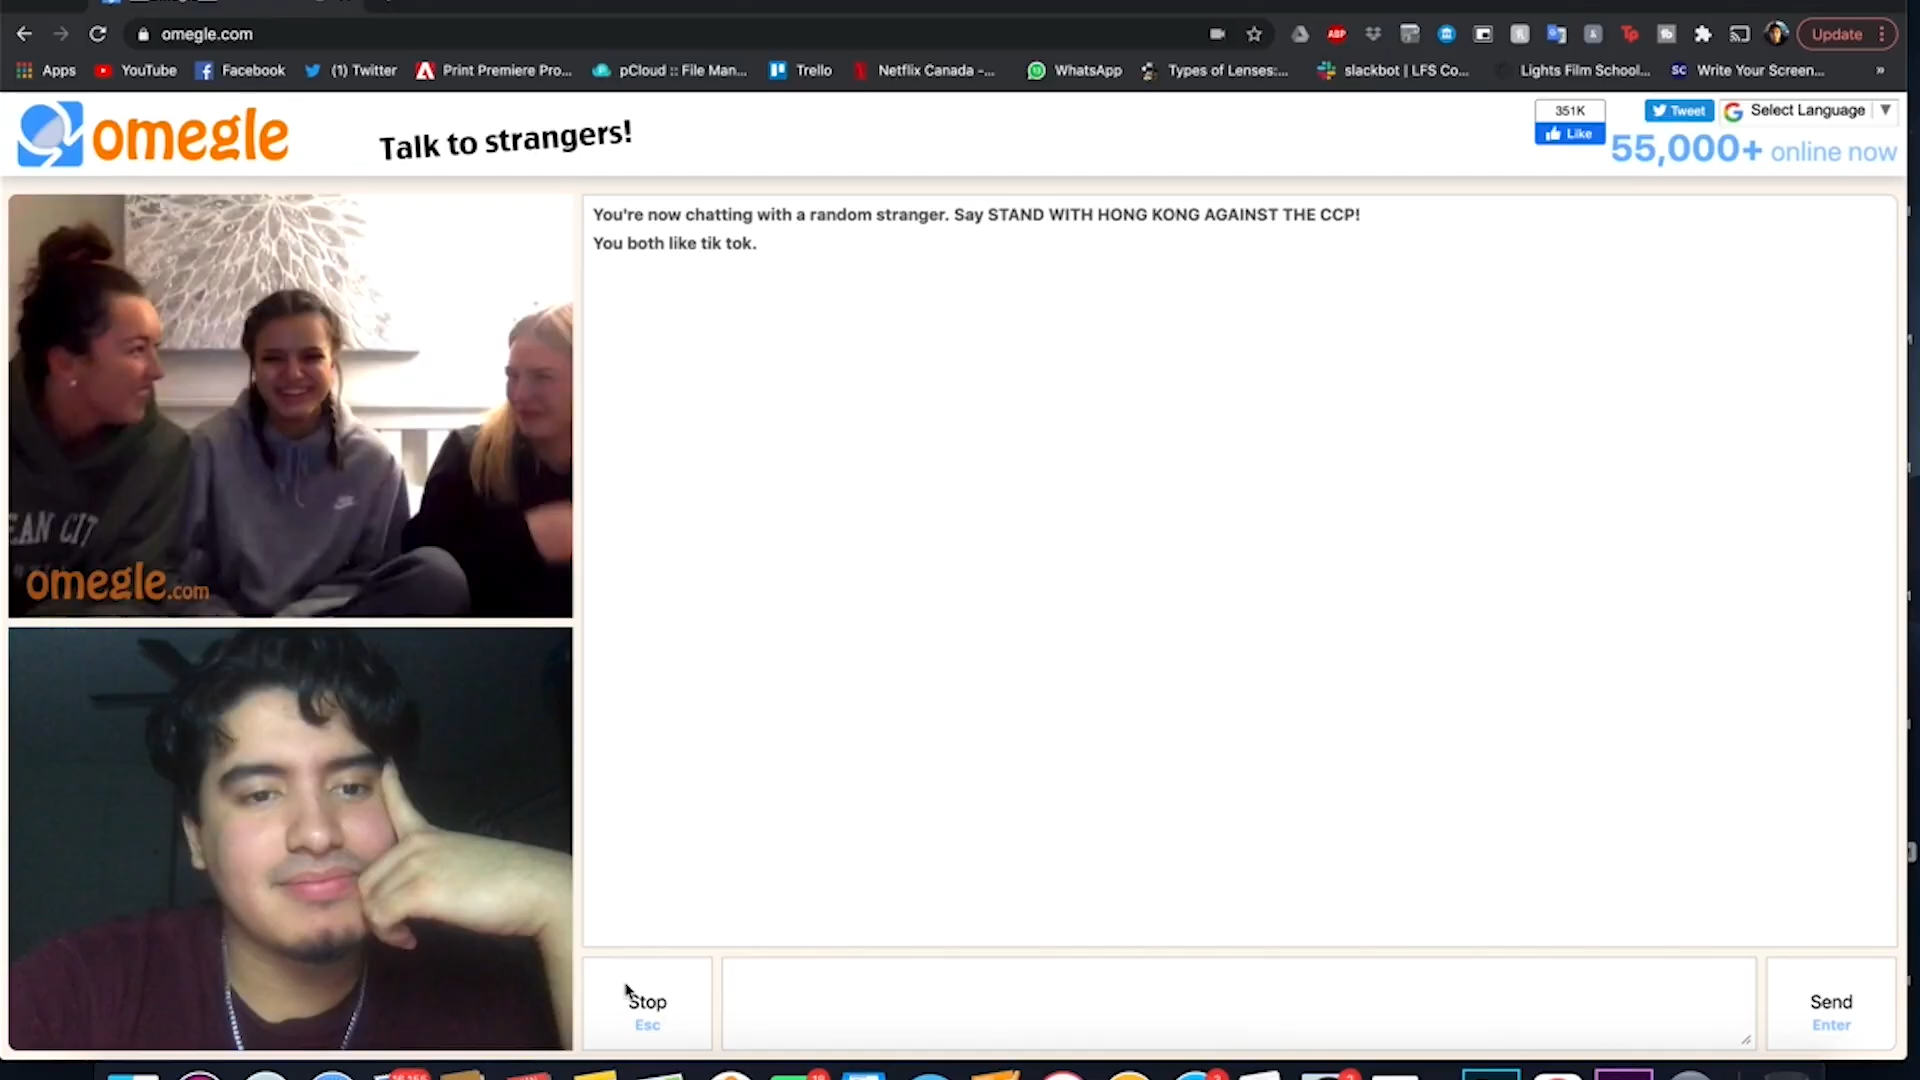 omegle.com
Update
Apps
YouTube
Facebook
(1) Twitter
Print Premiere Pro...
pCloud :: File Man...
Trello
Netflix Canada –...
WhatsApp
Types of Lenses:...
slackbot | LFS Co...
Lights Film School...
SC Write Your Screen...
»
omegle
Talk to strangers!
351K
Like
Tweet
Select Language
55,000+ online now
You're now chatting with a random stranger. Say STAND WITH HONG KONG AGAINST THE CCP!
You both like tik tok.
EAN CIT
omegle.com
Stop
Esc
Send
Enter